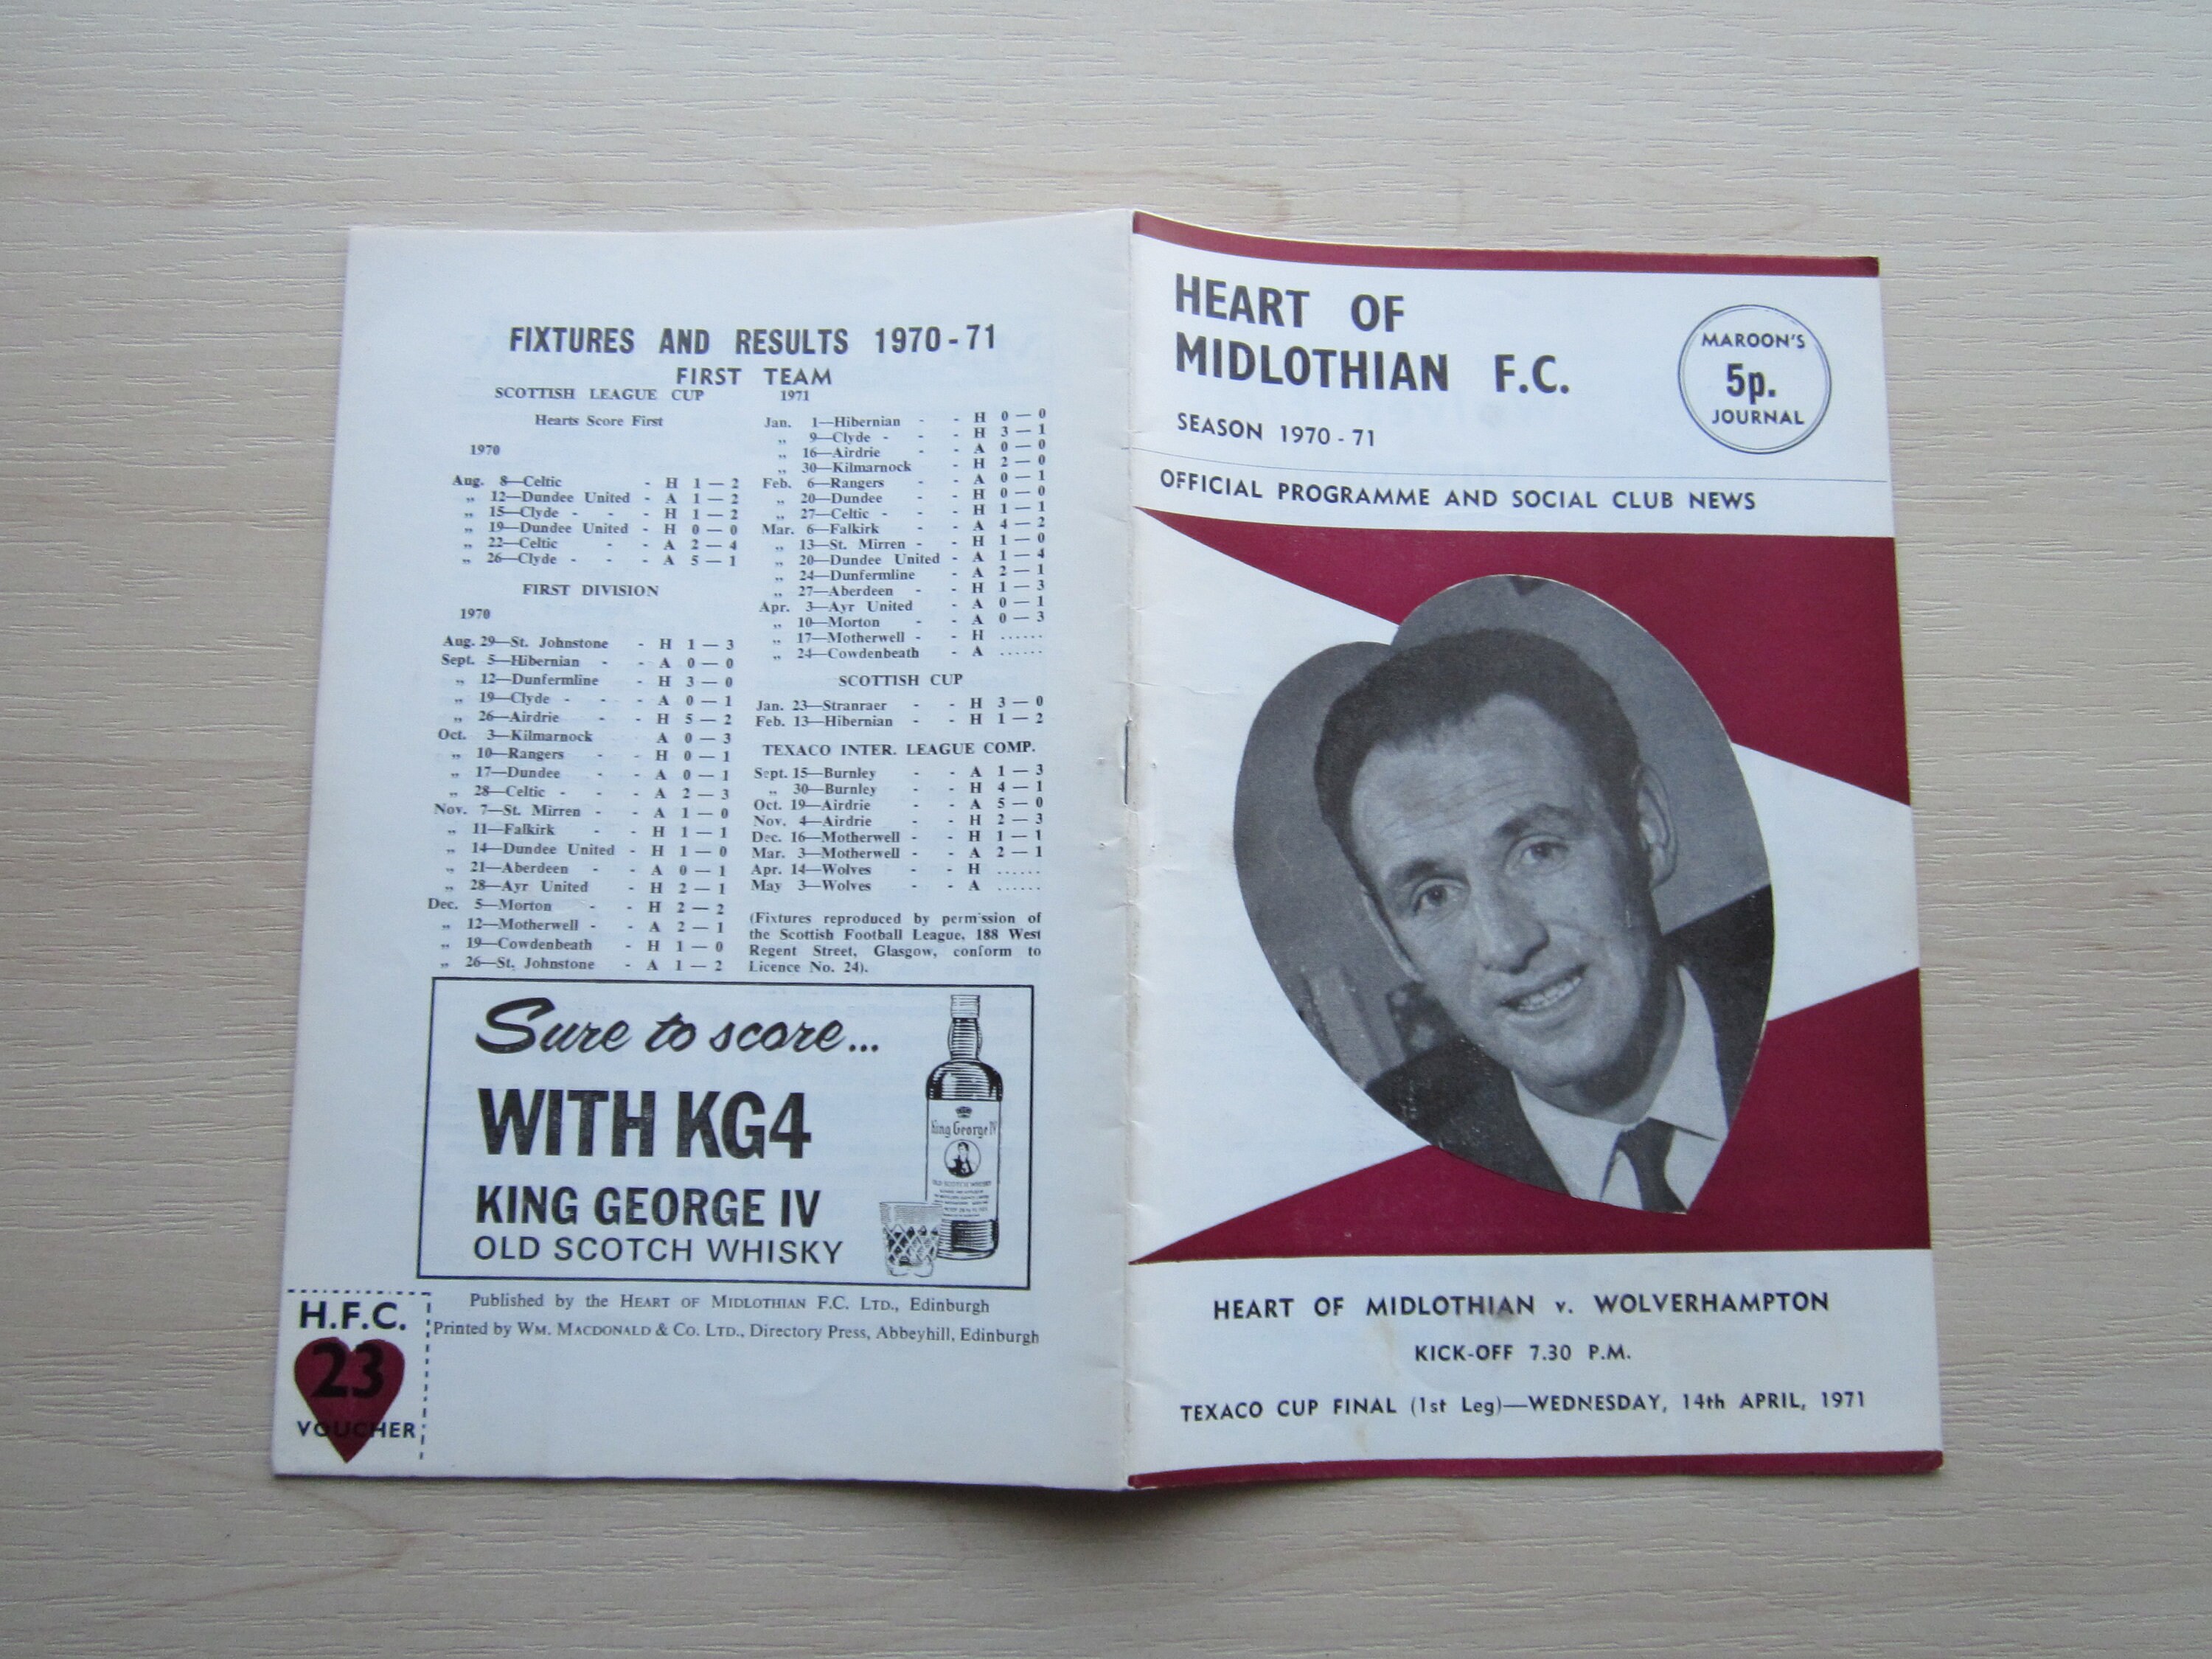 FIXTURES AND RESULTS 1970-71
FIRST TEAM
SCOTTISH LEAGUE CUP
Hearts Score First
1970
Aug. 8—Celtic - H 1 — 2
„ 12—Dundee United - A 1 — 2
„ 15—Clyde - - - H 1 — 2
„ 19—Dundee United - H 0 — 0
„ 22—Celtic - - A 2 — 4
„ 26—Clyde - - - A 5 — 1
FIRST DIVISION
1970
Aug. 29—St. Johnstone - H 1 — 3
Sept. 5—Hibernian - - A 0 — 0
„ 12—Dunfermline - H 3 — 0
„ 19—Clyde - - - A 0 — 1
„ 26—Airdrie - - H 5 — 2
Oct. 3—Kilmarnock A 0 — 3
„ 10—Rangers - - H 0 — 1
„ 17—Dundee - - A 0 — 1
„ 28—Celtic - - - A 2 — 3
Nov. 7—St. Mirren - - A 1 — 0
„ 11—Falkirk - - H 1 — 1
„ 14—Dundee United - H 1 — 0
„ 21—Aberdeen - - A 0 — 1
„ 28—Ayr United - H 2 — 1
Dec. 5—Morton - - H 2 — 2
„ 12—Motherwell - - A 2 — 1
„ 19—Cowdenbeath - H 1 — 0
„ 26—St. Johnstone - A 1 — 2
1971
Jan. 1—Hibernian - - H 0 — 0
„ 9—Clyde - - - H 3 — 1
„ 16—Airdrie - - A 0 — 0
„ 30—Kilmarnock - H 2 — 0
Feb. 6—Rangers - - A 0 — 1
„ 20—Dundee - - H 0 — 0
„ 27—Celtic - - - H 1 — 1
Mar. 6—Falkirk - - A 4 — 2
„ 13—St. Mirren - - H 1 — 0
„ 20—Dundee United - A 1 — 4
„ 24—Dunfermline - A 2 — 1
„ 27—Aberdeen - - H 1 — 3
Apr. 3—Ayr United - A 0 — 1
„ 10—Morton - - A 0 — 3
„ 17—Motherwell - - H ......
„ 24—Cowdenbeath - A ......
SCOTTISH CUP
Jan. 23—Stranraer - - H 3 — 0
Feb. 13—Hibernian - - H 1 — 2
TEXACO INTER. LEAGUE COMP.
Sept. 15—Burnley - - A 1 — 3
„ 30—Burnley - - H 4 — 1
Oct. 19—Airdrie - - A 5 — 0
Nov. 4—Airdrie - - H 2 — 3
Dec. 16—Motherwell - - H 1 — 1
Mar. 3—Motherwell - - A 2 — 1
Apr. 14—Wolves - - H ......
May 3—Wolves - - A ......
(Fixtures reproduced by permission of
the Scottish Football League, 188 West
Regent Street, Glasgow, conform to
Licence No. 24).
Sure to score...
WITH KG4
KING GEORGE IV
OLD SCOTCH WHISKY
King George IV
OLD SCOTCH WHISKY
Published by the HEART OF MIDLOTHIAN F.C. LTD., Edinburgh
Printed by WM. MACDONALD & CO. LTD., Directory Press, Abbeyhill, Edinburgh
H.F.C.
23
VOUCHER
HEART OF
MIDLOTHIAN F.C.
SEASON 1970-71
MAROON'S
5p.
JOURNAL
OFFICIAL PROGRAMME AND SOCIAL CLUB NEWS
HEART OF MIDLOTHIAN v. WOLVERHAMPTON
KICK-OFF 7.30 P.M.
TEXACO CUP FINAL (1st Leg)—WEDNESDAY, 14th APRIL, 1971